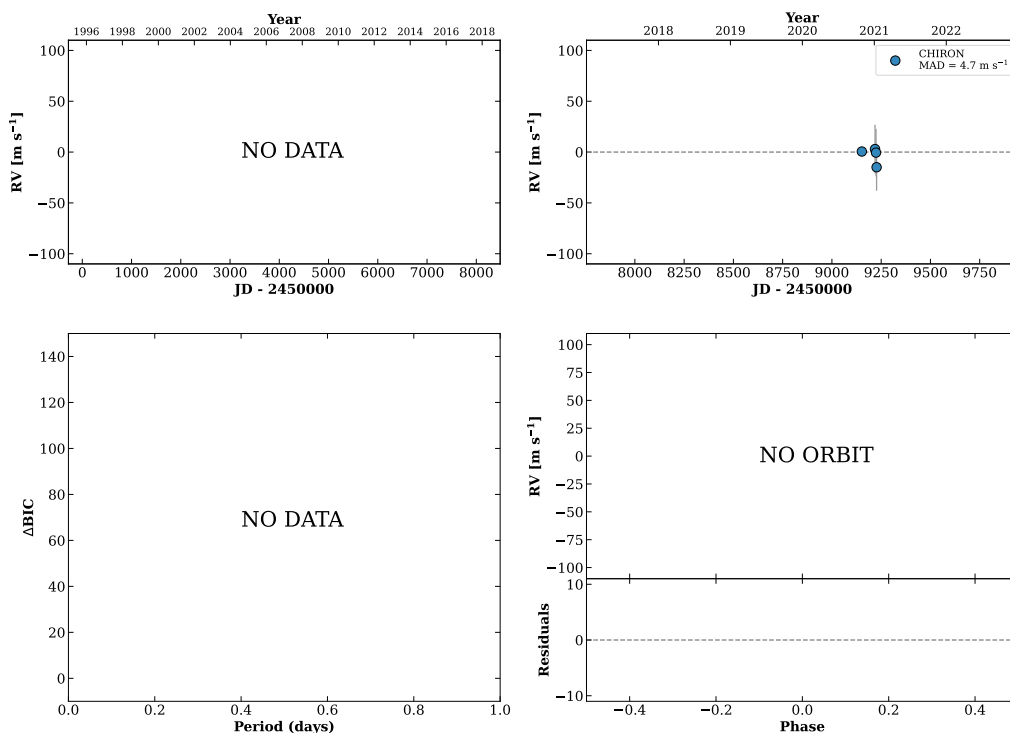 Year
1996 1998 2000 2002 2004 2006 2008 2010 2012 2014 2016 2018
100
50
0
−50
−100
RV [m s⁻¹]
NO DATA
0 1000 2000 3000 4000 5000 6000 7000 8000
JD - 2450000
Year
2018 2019 2020 2021 2022
100
50
0
−50
−100
RV [m s⁻¹]
CHIRON
MAD = 4.7 m s⁻¹
8000 8250 8500 8750 9000 9250 9500 9750
JD - 2450000
140
120
100
80
60
40
20
0
ΔBIC
NO DATA
0.0 0.2 0.4 0.6 0.8 1.0
Period (days)
100
75
50
25
0
−25
−50
−75
−100
RV [m s⁻¹]
NO ORBIT
10
0
−10
Residuals
−0.4 −0.2 0.0 0.2 0.4
Phase